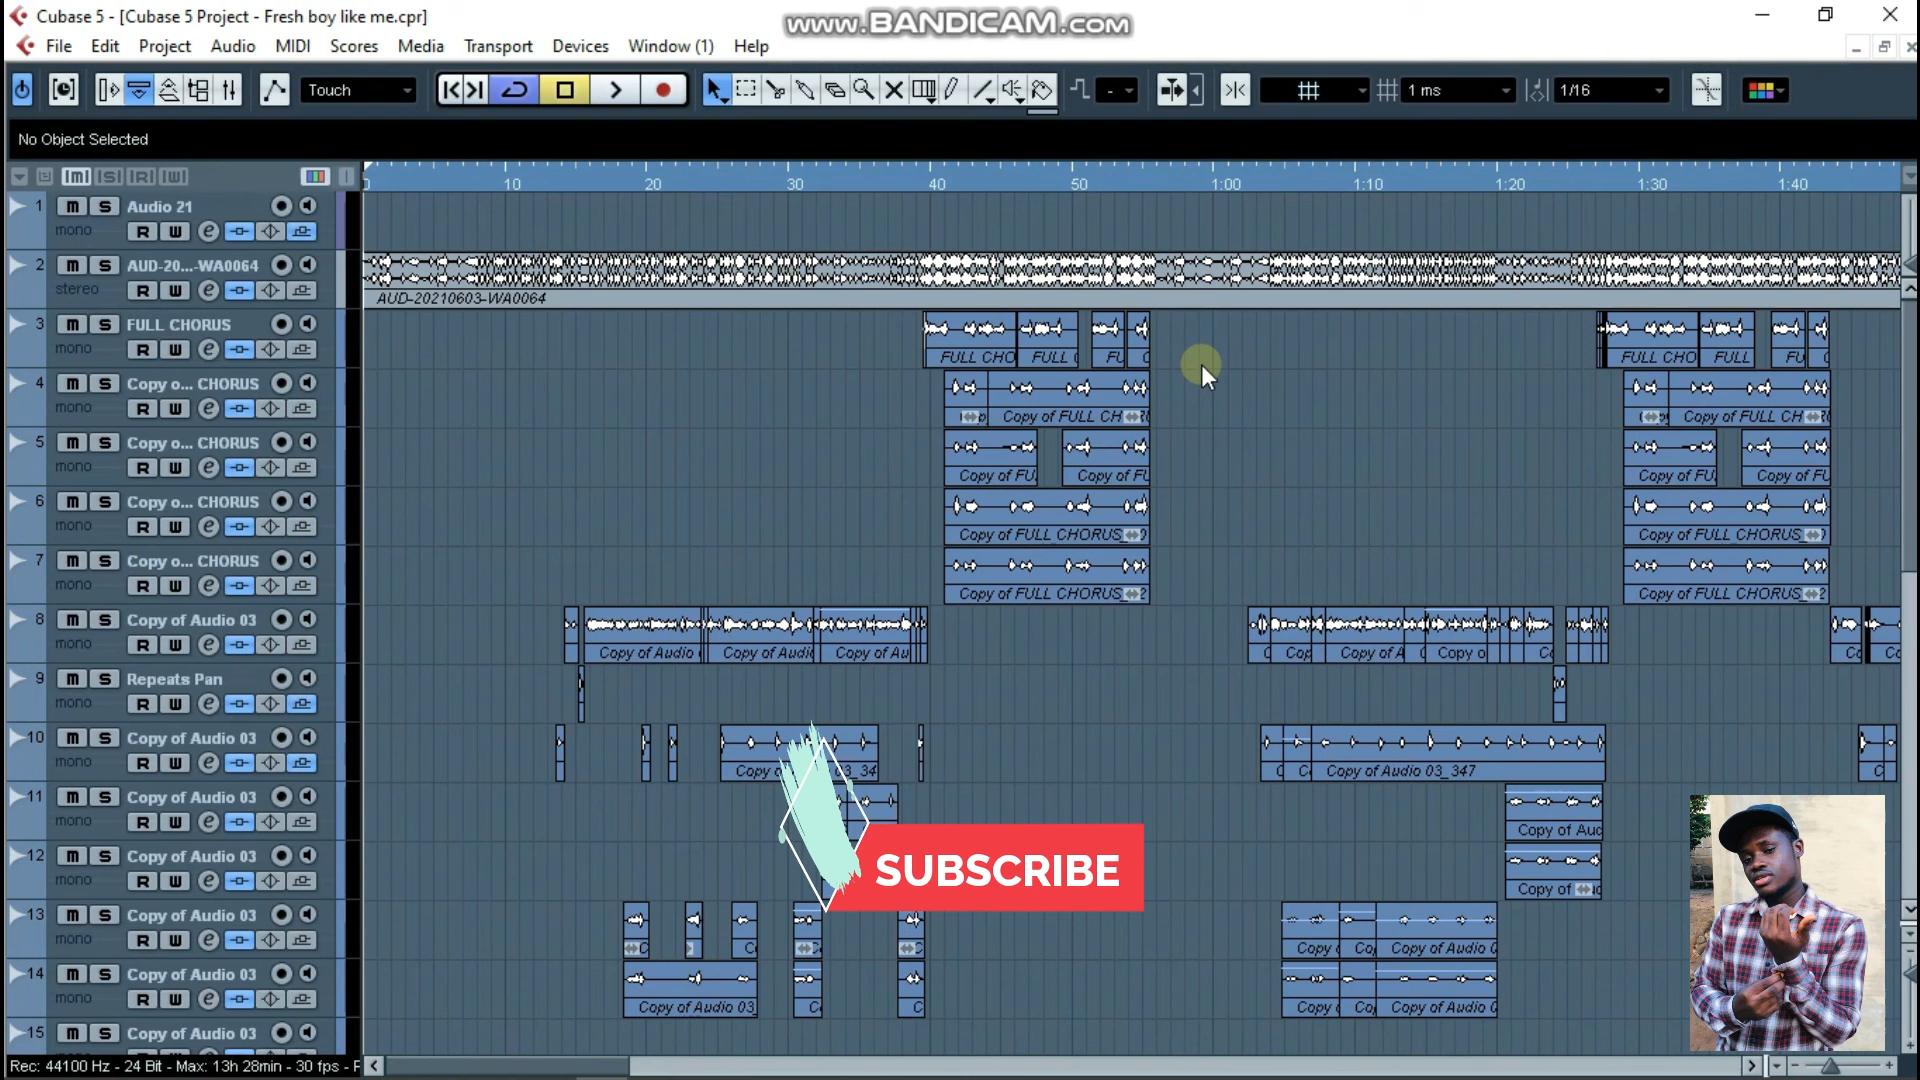 Cubase 5 - [Cubase 5 Project - Fresh boy like me.cpr]
www.BANDICAM.com
File Edit Project Audio MIDI Scores Media Transport Devices Window (1) Help
Touch
- 1 ms 1/16
No Object Selected
10 20 30 40 50 1:00 1:10 1:20 1:30 1:40
1 m S Audio 21
mono R W e
2 m S AUD-20...-WA0064
stereo R W e
AUD-20210603-WA0064
3 m S FULL CHORUS
mono R W e
FULL CHO FULL FU FULL CHO FULL FU
4 m S Copy o... CHORUS
mono R W e
Copy of FULL CH Copy of FULL CH
5 m S Copy o... CHORUS
mono R W e
Copy of FU Copy of FU Copy of FU Copy of FU
6 m S Copy o... CHORUS
mono R W e
Copy of FULL CHORUS Copy of FULL CHORUS
7 m S Copy o... CHORUS
mono R W e
Copy of FULL CHORUS Copy of FULL CHORUS
8 m S Copy of Audio 03
mono R W e
Copy of Audio Copy of Audi Copy of Au Cop Copy of A Copy o
9 m S Repeats Pan
mono R W e
10 m S Copy of Audio 03
mono R W e
Copy 03_34 Copy of Audio 03_347
11 m S Copy of Audio 03
mono R W e
Copy of Aud
12 m S Copy of Audio 03
mono R W e
Copy of
SUBSCRIBE
13 m S Copy of Audio 03
mono R W e
Copy Co Copy of Audio
14 m S Copy of Audio 03
mono R W e
Copy of Audio 03 Copy Co Copy of Audio
15 m S Copy of Audio 03
Rec: 44100 Hz - 24 Bit - Max: 13h 28min - 30 fps -